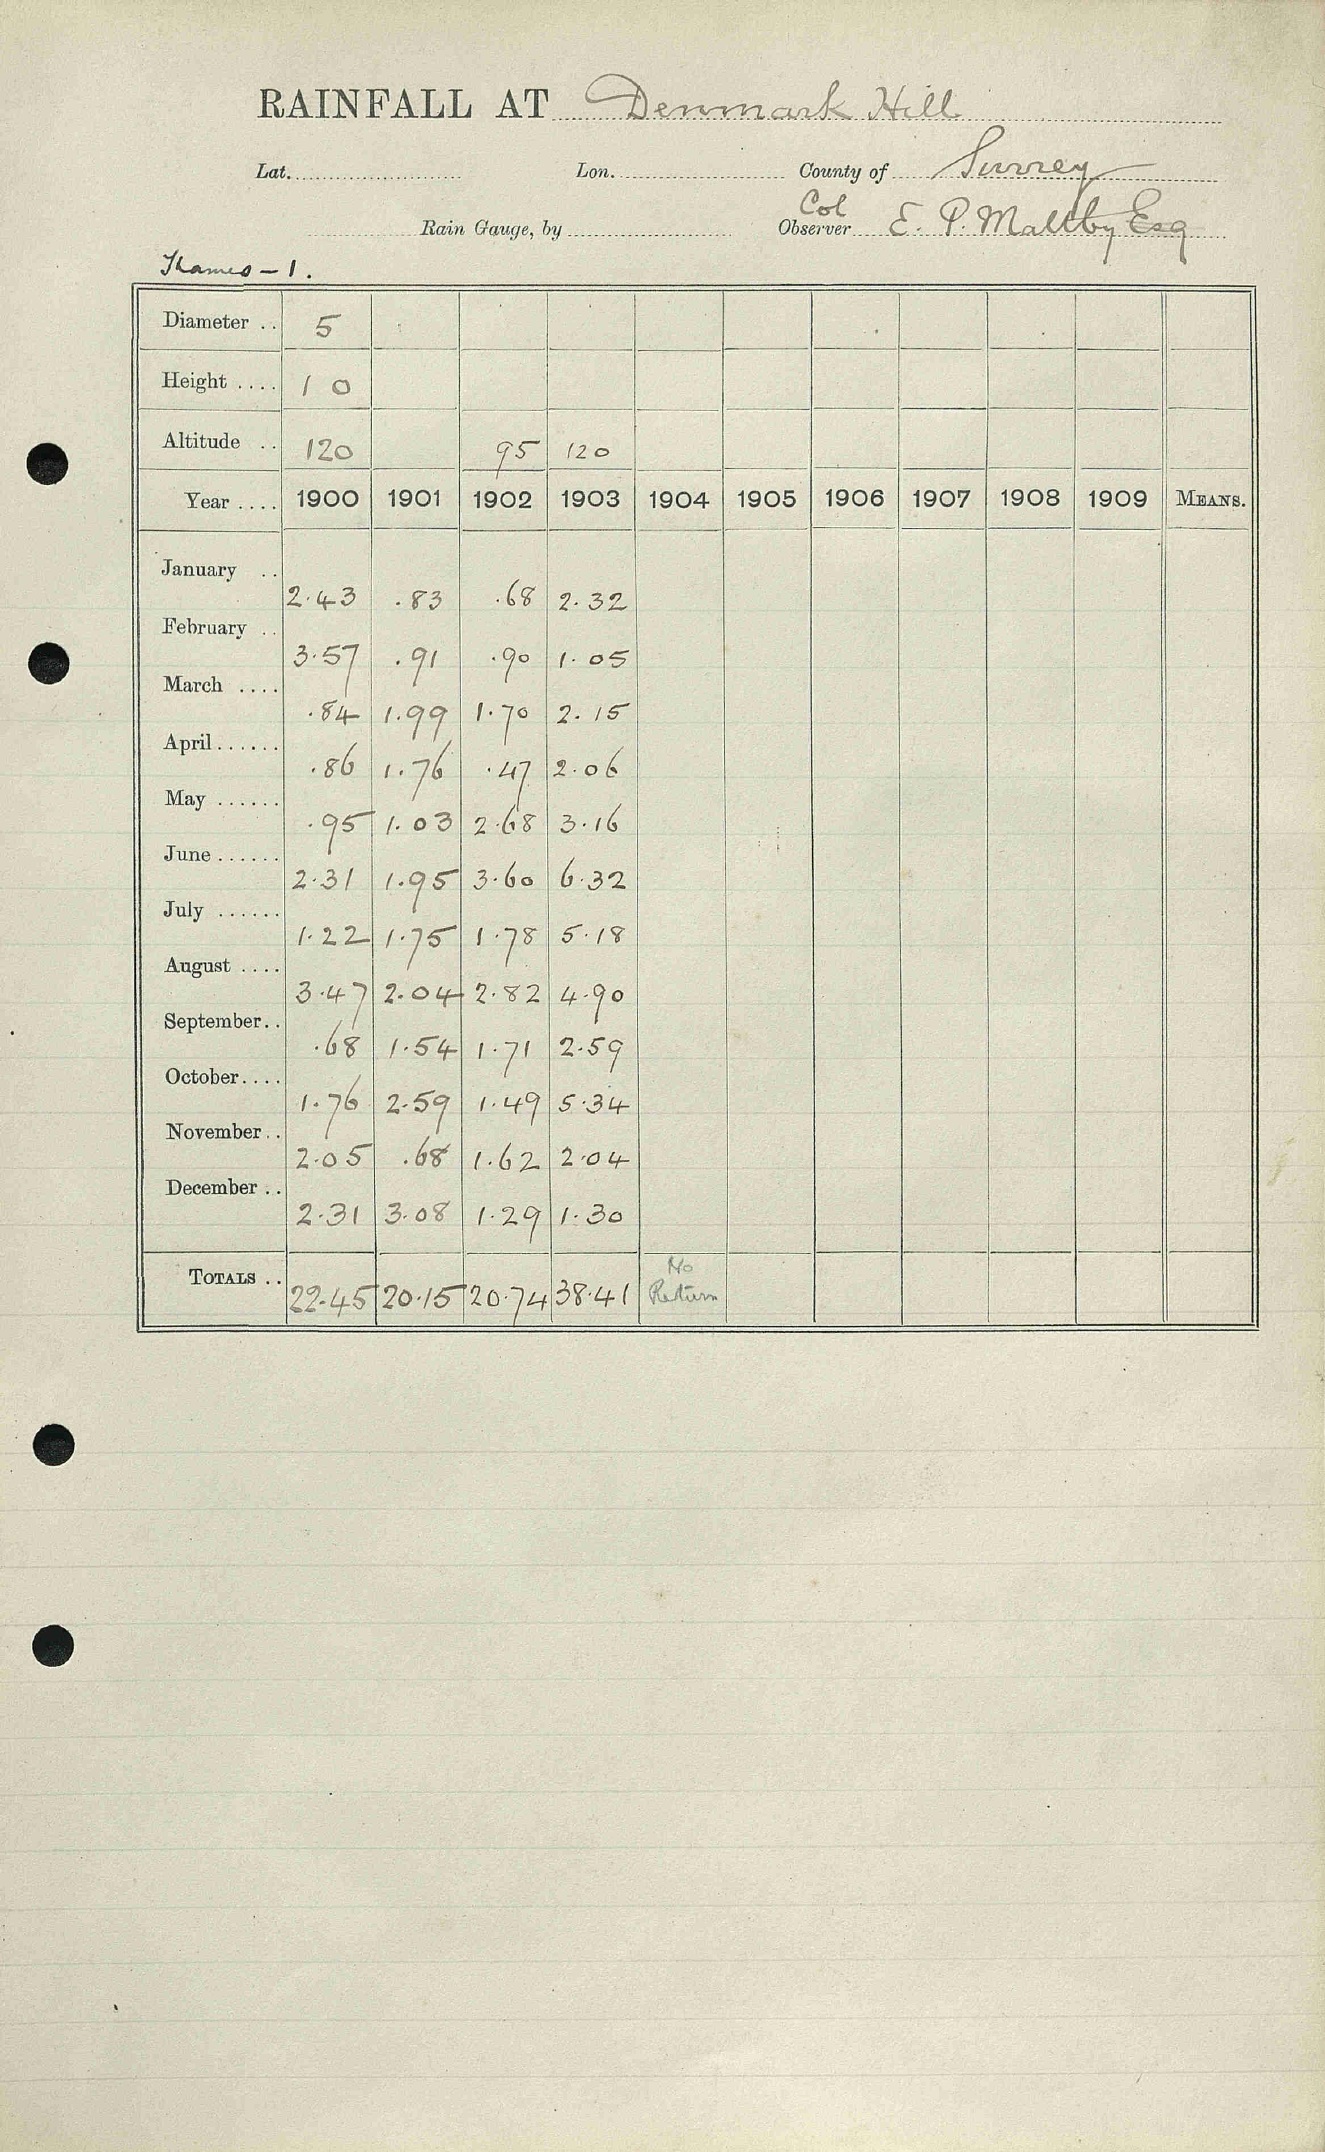 RAINFALL AT Denmark Hill
Lat. Lon. County of Surrey
Col
Rain Gauge, by Observer E. P. Maltby Esq
Thames - 1.
Diameter .. 5
Height .... 1 0
Altitude .. 120 95 120
Year .... 1900 1901 1902 1903 1904 1905 1906 1907 1908 1909 MEANS.
January .. 2.43 .83 .68 2.32
February .. 3.57 .91 .90 1.05
March .... .84 1.99 1.70 2.15
April...... .86 1.76 .47 2.06
May ...... .95 1.03 2.68 3.16
June...... 2.31 1.95 3.60 6.32
July ...... 1.22 1.75 1.78 5.18
August .... 3.47 2.04 2.82 4.90
September.. .68 1.54 1.71 2.59
October.... 1.76 2.59 1.49 5.34
November.. 2.05 .68 1.62 2.04
December .. 2.31 3.08 1.29 1.30
TOTALS .. 22.45 20.15 20.74 38.41 No Return